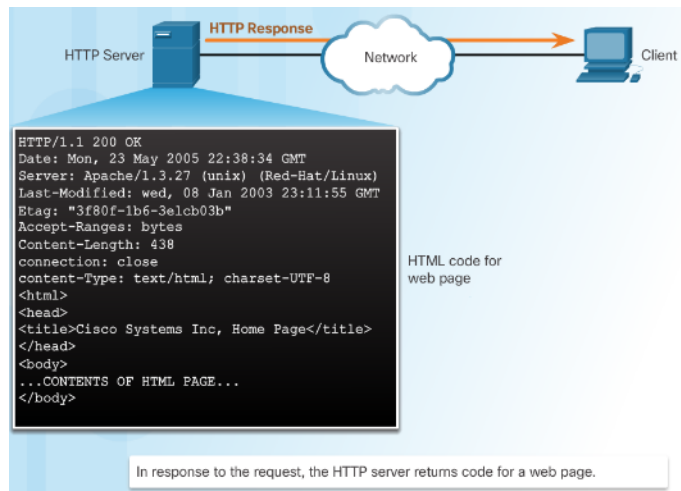 HTTP Response
HTTP Server
Network
Client
HTTP/1.1 200 OK
Date: Mon, 23 May 2005 22:38:34 GMT
Server: Apache/1.3.27 (unix) (Red-Hat/Linux)
Last-Modified: wed, 08 Jan 2003 23:11:55 GMT
Etag: "3f80f-1b6-3elcb03b"
Accept-Ranges: bytes
Content-Length: 438
connection: close
content-Type: text/html; charset-UTF-8
<html>
<head>
<title>Cisco Systems Inc, Home Page</title>
</head>
<body>
...CONTENTS OF HTML PAGE...
</body>
HTML code for
web page
In response to the request, the HTTP server returns code for a web page.